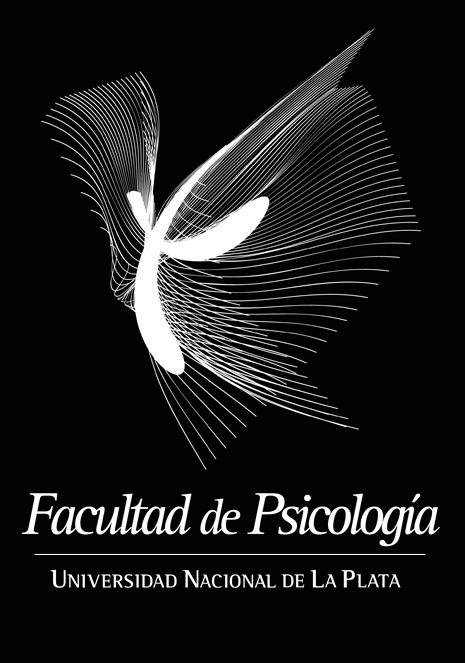 Facultad de Psicología
UNIVERSIDAD NACIONAL DE LA PLATA